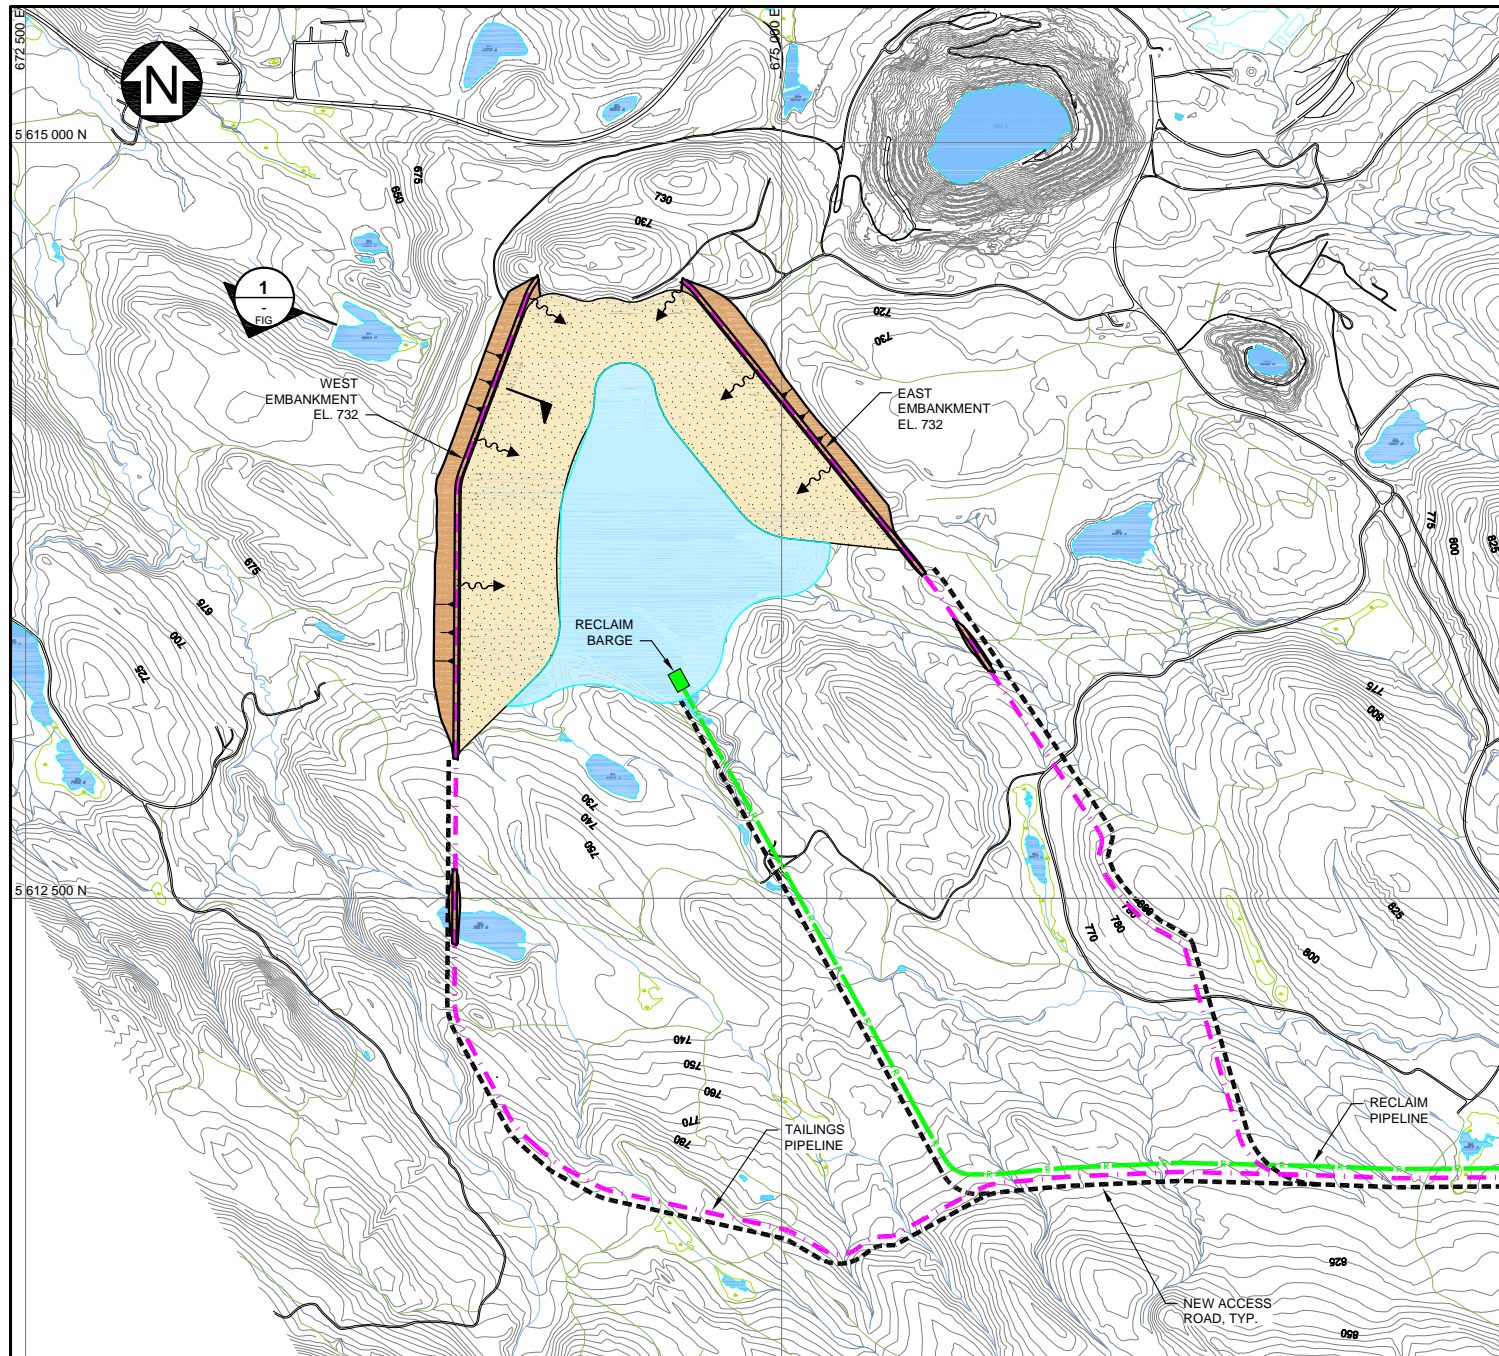 672 500 E
675 000 E
N
5 615 000 N
675
650
730
730
1
-
FIG
720
730
WEST
EMBANKMENT
EL. 732
EAST
EMBANKMENT
EL. 732
775
800
825
675
675
700
725
RECLAIM
BARGE
775
800
730
740
750
5 612 500 N
780
770
825
800
740
750
760
770
780
TAILINGS
PIPELINE
RECLAIM
PIPELINE
R
R
R
R
R
R
R
R
R
825
NEW ACCESS
ROAD, TYP.
850